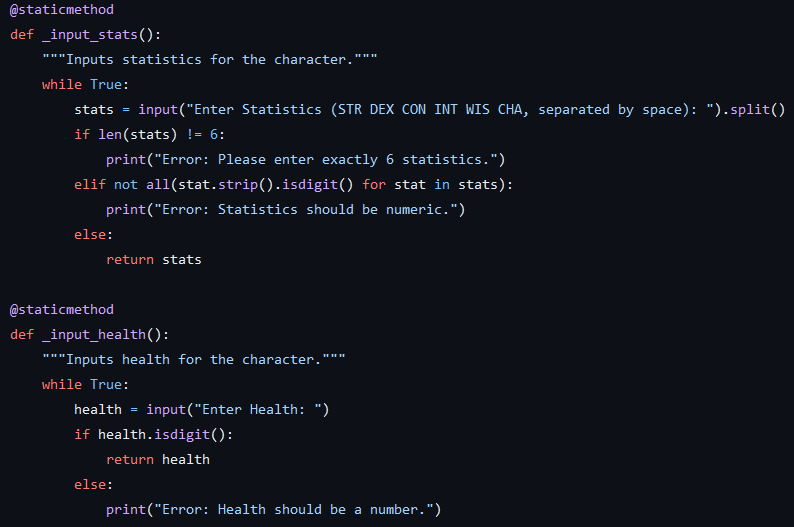 @staticmethod
def _input_stats():
    """Inputs statistics for the character."""
    while True:
        stats = input("Enter Statistics (STR DEX CON INT WIS CHA, separated by space): ").split()
        if len(stats) != 6:
            print("Error: Please enter exactly 6 statistics.")
        elif not all(stat.strip().isdigit() for stat in stats):
            print("Error: Statistics should be numeric.")
        else:
            return stats

@staticmethod
def _input_health():
    """Inputs health for the character."""
    while True:
        health = input("Enter Health: ")
        if health.isdigit():
            return health
        else:
            print("Error: Health should be a number.")